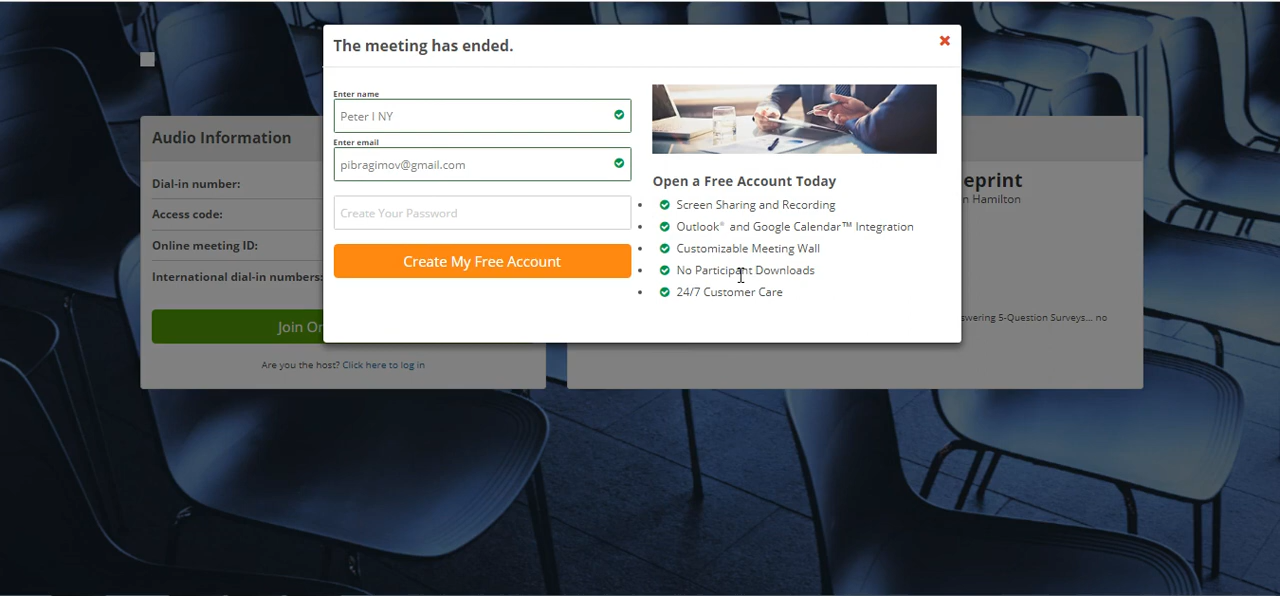 The meeting has ended.
Enter name
Peter I NY
Enter email
pibragimov@gmail.com
Create Your Password
Create My Free Account
Open a Free Account Today
Screen Sharing and Recording
Outlook® and Google Calendar™ Integration
Customizable Meeting Wall
No Participant Downloads
24/7 Customer Care
Audio Information
Dial-in number:
Access code:
Online meeting ID:
International dial-in numbers:
Join
Are you the host? Click here to log in
Hamilton
5-Question Surveys... no